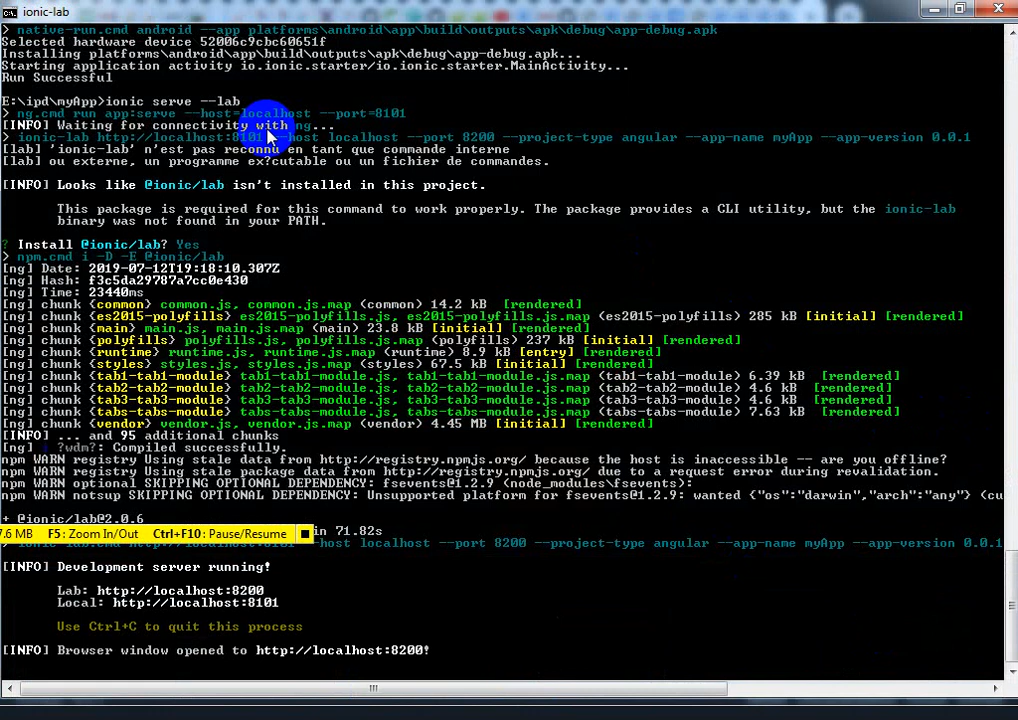 ionic-lab
> native-run.cmd android --app platforms\android\app\build\outputs\apk\debug\app-debug.apk
Selected hardware device 52006c9cbc60651f
Installing platforms\android\app\build\outputs\apk\debug\app-debug.apk...
Starting application activity io.ionic.starter/io.ionic.starter.MainActivity...
Run Successful
E:\ipd\myApp>ionic serve --lab
> ng.cmd run app:serve --host=localhost --port=8101
[INFO] Waiting for connectivity with ng...
> ionic-lab http://localhost:8101 --host localhost --port 8200 --project-type angular --app-name myApp --app-version 0.0.1
[lab] 'ionic-lab' n'est pas reconnu en tant que commande interne
[lab] ou externe, un programme ex?cutable ou un fichier de commandes.
[INFO] Looks like @ionic/lab isn't installed in this project.
This package is required for this command to work properly. The package provides a CLI utility, but the ionic-lab
binary was not found in your PATH.
? Install @ionic/lab? Yes
> npm.cmd i -D -E @ionic/lab
[ng] Date: 2019-07-12T19:18:10.307Z
[ng] Hash: f3c5da29787a7cc0e430
[ng] Time: 23440ms
[ng] chunk {common} common.js, common.js.map (common) 14.2 kB [rendered]
[ng] chunk {es2015-polyfills} es2015-polyfills.js, es2015-polyfills.js.map (es2015-polyfills) 285 kB [initial] [rendered]
[ng] chunk {main} main.js, main.js.map (main) 23.8 kB [initial] [rendered]
[ng] chunk {polyfills} polyfills.js, polyfills.js.map (polyfills) 237 kB [initial] [rendered]
[ng] chunk {runtime} runtime.js, runtime.js.map (runtime) 8.9 kB [entry] [rendered]
[ng] chunk {styles} styles.js, styles.js.map (styles) 67.5 kB [initial] [rendered]
[ng] chunk {tab1-tab1-module} tab1-tab1-module.js, tab1-tab1-module.js.map (tab1-tab1-module) 6.39 kB [rendered]
[ng] chunk {tab2-tab2-module} tab2-tab2-module.js, tab2-tab2-module.js.map (tab2-tab2-module) 4.6 kB [rendered]
[ng] chunk {tab3-tab3-module} tab3-tab3-module.js, tab3-tab3-module.js.map (tab3-tab3-module) 4.6 kB [rendered]
[ng] chunk {tabs-tabs-module} tabs-tabs-module.js, tabs-tabs-module.js.map (tabs-tabs-module) 7.63 kB [rendered]
[ng] chunk {vendor} vendor.js, vendor.js.map (vendor) 4.45 MB [initial] [rendered]
[INFO] ... and 95 additional chunks
[ng] ?wdm?: Compiled successfully.
npm WARN registry Using stale data from http://registry.npmjs.org/ because the host is inaccessible -- are you offline?
npm WARN registry Using stale package data from http://registry.npmjs.org/ due to a request error during revalidation.
npm WARN optional SKIPPING OPTIONAL DEPENDENCY: fsevents@1.2.9 (node_modules\fsevents):
npm WARN notsup SKIPPING OPTIONAL DEPENDENCY: Unsupported platform for fsevents@1.2.9: wanted {"os":"darwin","arch":"any"} (cu
+ @ionic/lab@2.0.6
in 71.82s
7.6 MB F5: Zoom In/Out Ctrl+F10: Pause/Resume
--host localhost --port 8200 --project-type angular --app-name myApp --app-version 0.0.1
[INFO] Development server running!
Lab: http://localhost:8200
Local: http://localhost:8101
Use Ctrl+C to quit this process
[INFO] Browser window opened to http://localhost:8200!